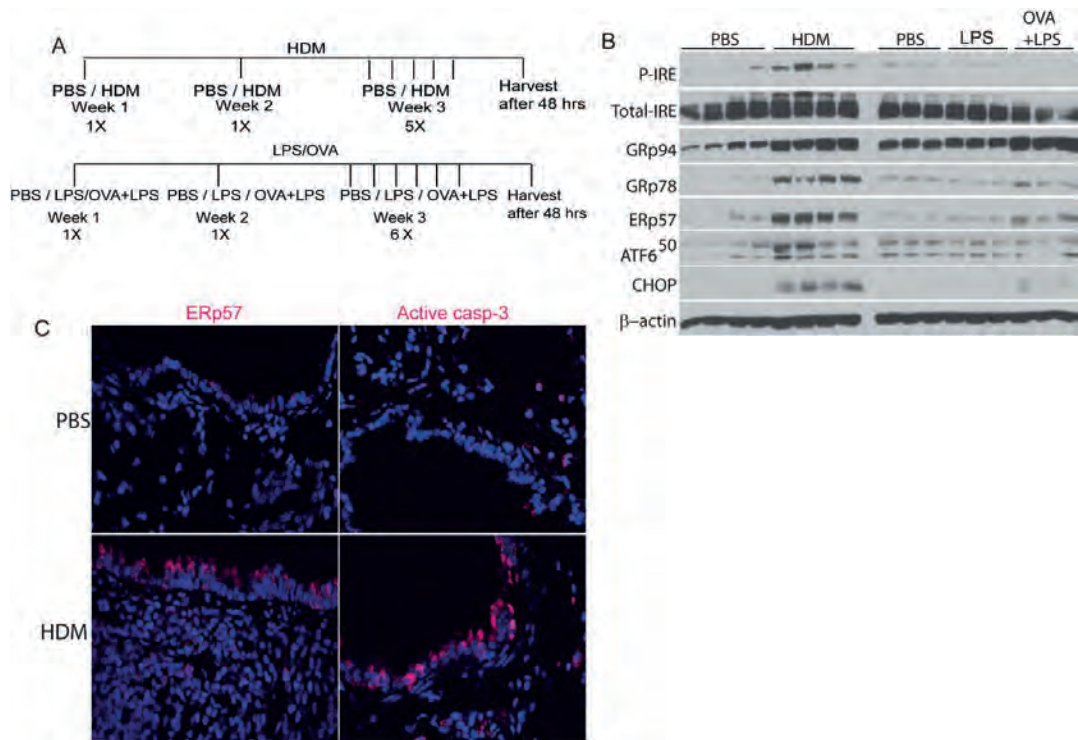 A
HDM
PBS / HDM PBS / HDM PBS / HDM Harvest
Week 1 Week 2 Week 3 after 48 hrs
1X 1X 5X
LPS/OVA
PBS / LPS/OVA+LPS PBS / LPS / OVA+LPS PBS / LPS / OVA+LPS Harvest
Week 1 Week 2 Week 3 after 48 hrs
1X 1X 6 X
B
PBS HDM PBS LPS OVA
+LPS
P-IRE
Total-IRE
GRp94
GRp78
ERp57
ATF6⁵⁰
CHOP
β–actin
C
ERp57 Active casp-3
PBS
HDM